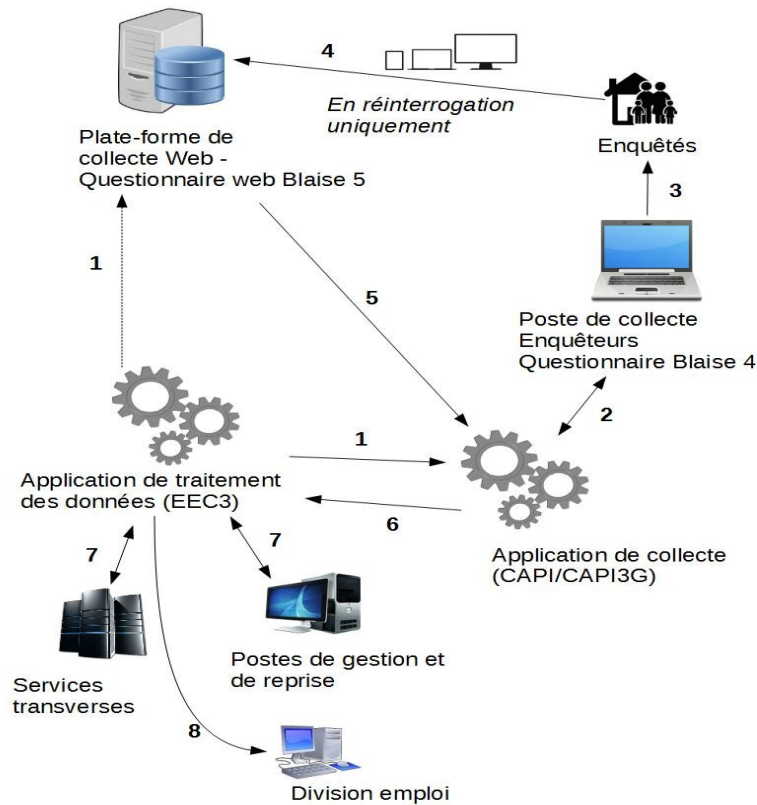 4
En réinterrogation
uniquement
Plate-forme de
collecte Web -
Questionnaire web Blaise 5
Enquêtés
3
1
5
Poste de collecte
Enquêteurs
Questionnaire Blaise 4
2
1
Application de traitement
des données (EEC3)
6
7
7
Application de collecte
(CAPI/CAPI3G)
Postes de gestion et
de reprise
Services
transverses
8
Division emploi